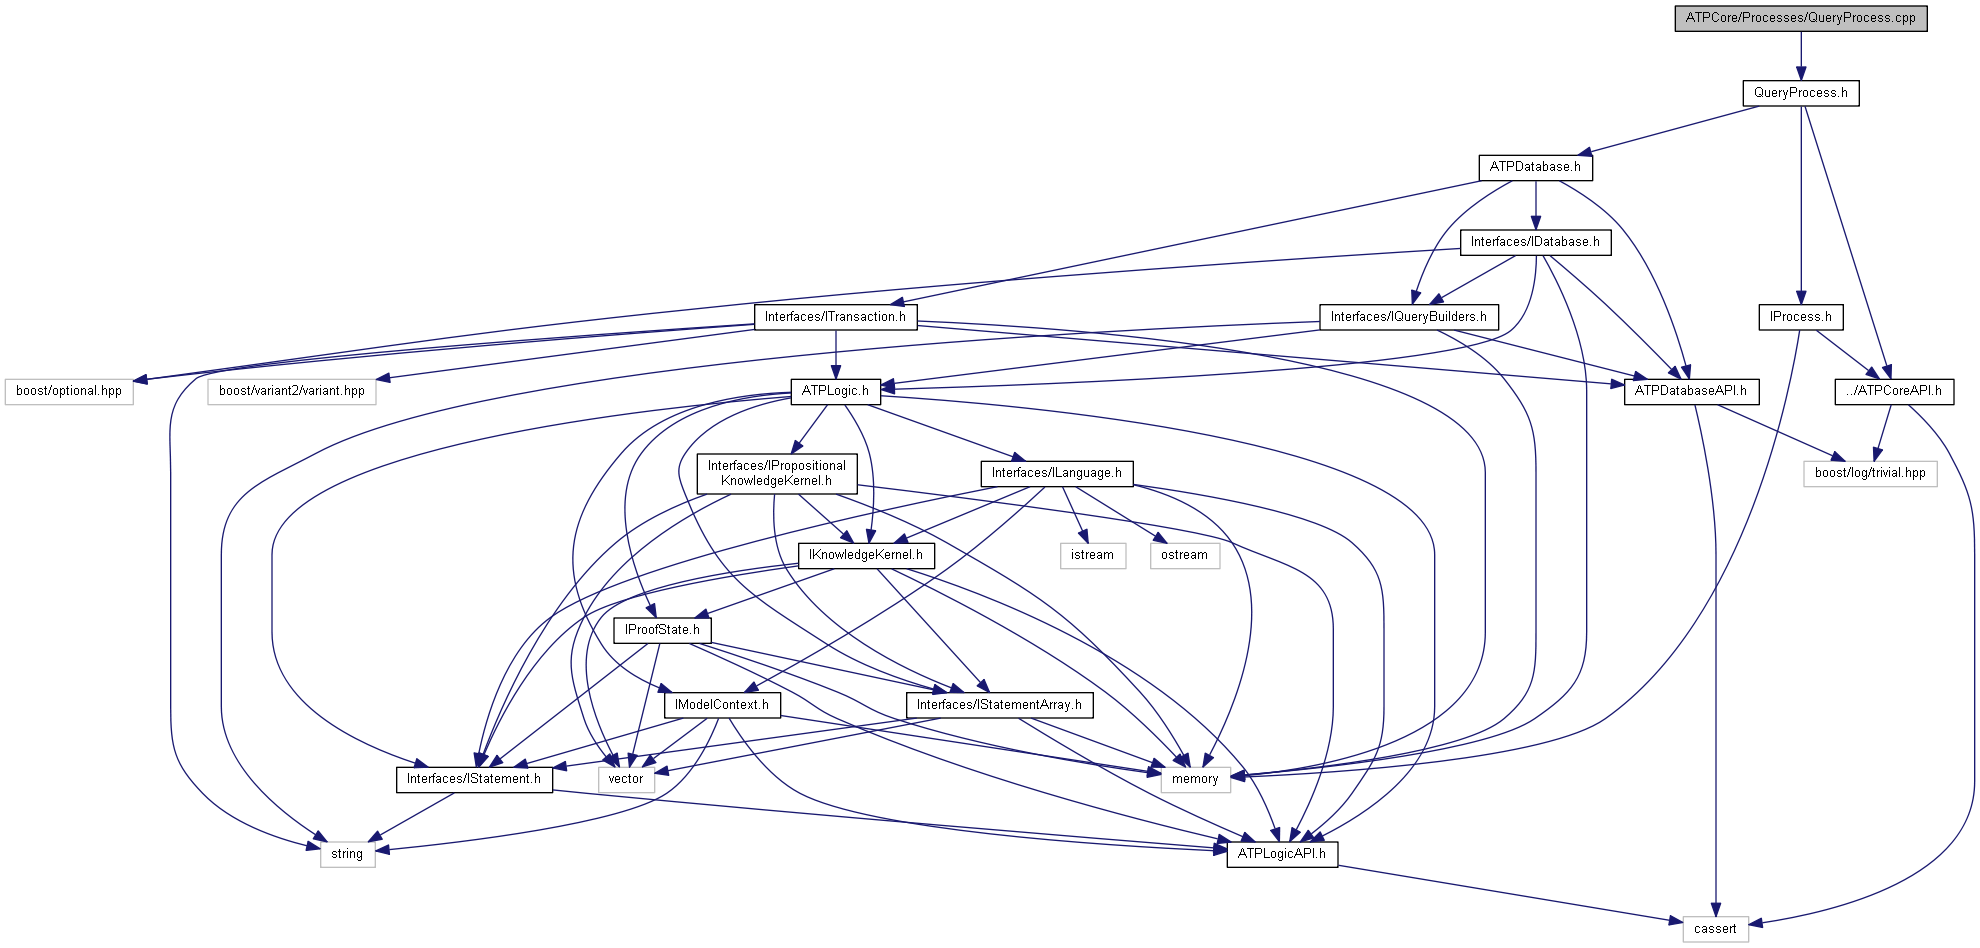 ATPCore/Processes/QueryProcess.cpp
QueryProcess.h
ATPDatabase.h
Interfaces/IDatabase.h
Interfaces/ITransaction.h
Interfaces/IQueryBuilders.h
IProcess.h
boost/optional.hpp
boost/variant2/variant.hpp
ATPLogic.h
ATPDatabaseAPI.h
../ATPCoreAPI.h
Interfaces/IPropositional
KnowledgeKernel.h
Interfaces/ILanguage.h
boost/log/trivial.hpp
IKnowledgeKernel.h
istream
ostream
IProofState.h
IModelContext.h
Interfaces/IStatementArray.h
Interfaces/IStatement.h
vector
memory
string
ATPLogicAPI.h
cassert